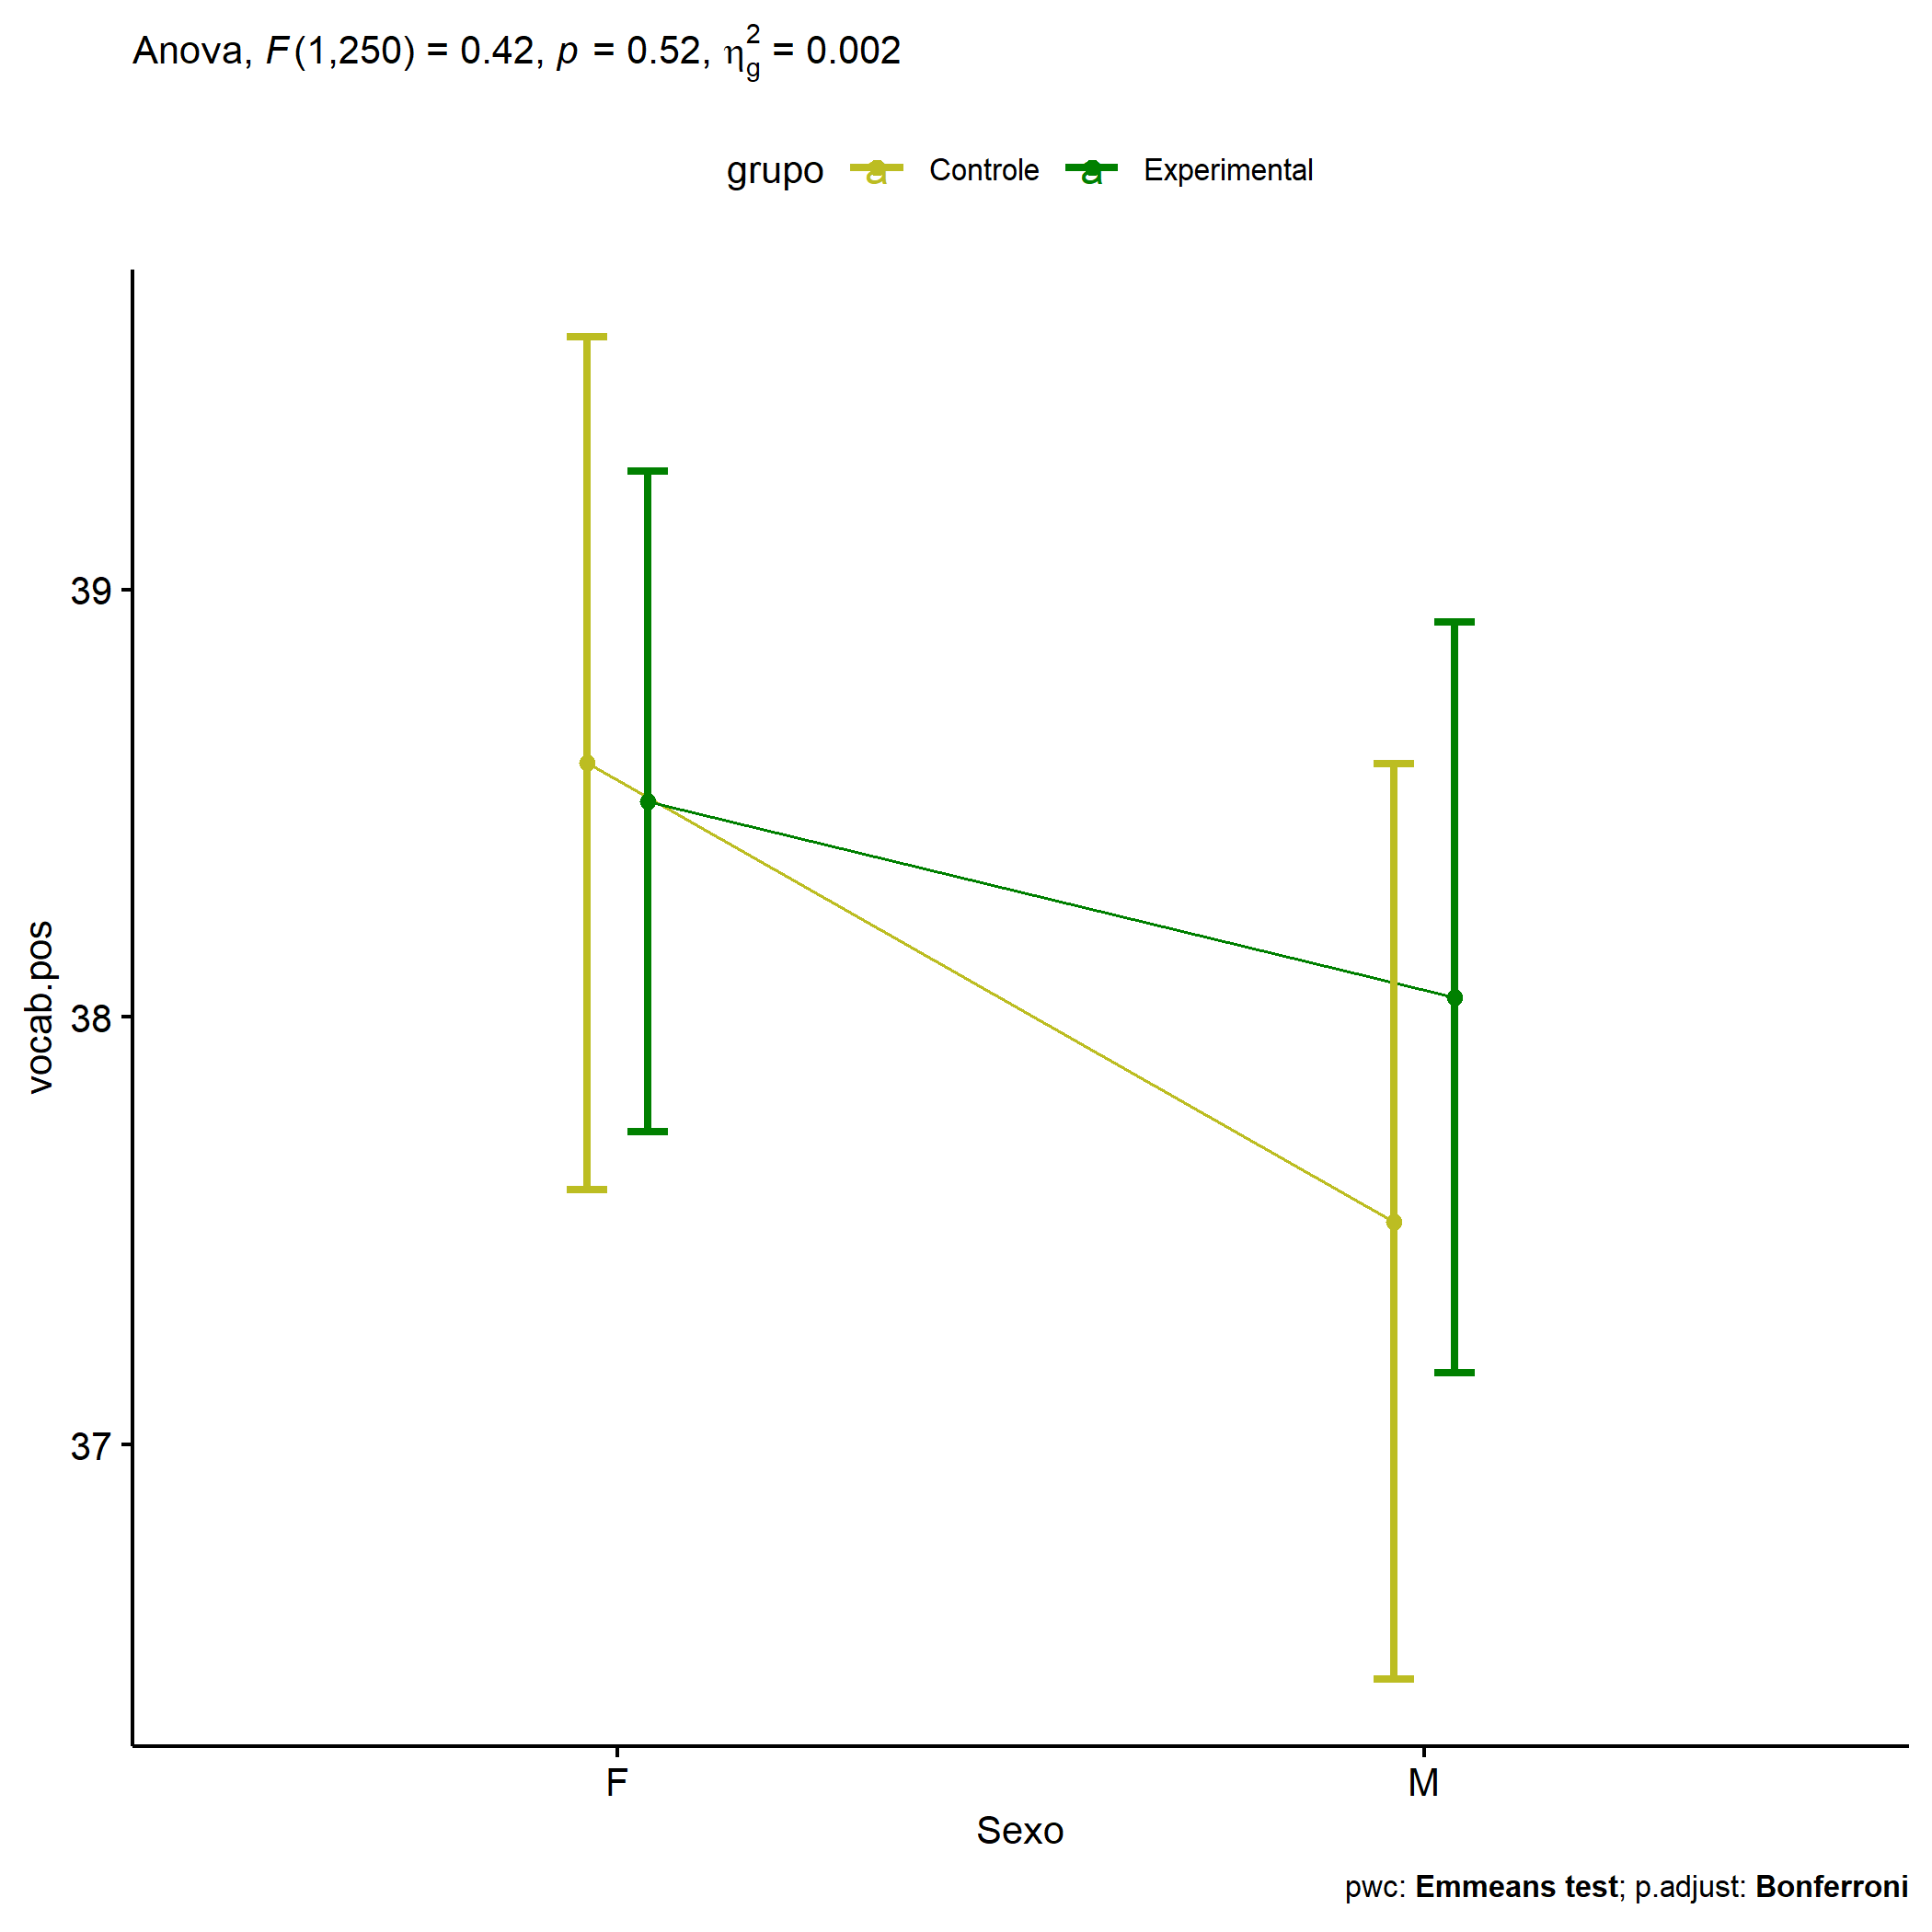 Anova, F(1,250) = 0.42, p = 0.52, η²g = 0.002
grupo a Controle a Experimental
39
38
37
vocab.pos
F M
Sexo
pwc: Emmeans test; p.adjust: Bonferroni